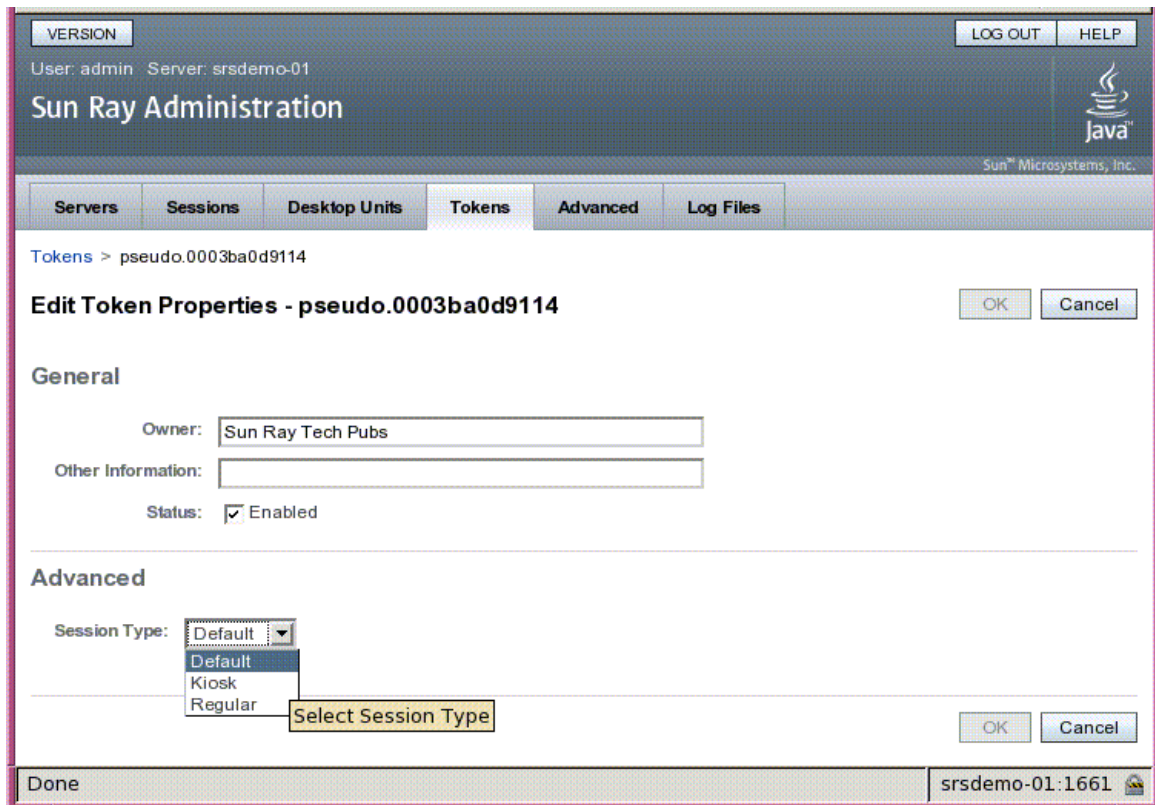 VERSION
LOG OUT HELP
User: admin Server: srsdemo-01
Sun Ray Administration
Java™
Sun™ Microsystems, Inc.
Servers Sessions Desktop Units Tokens Advanced Log Files
Tokens > pseudo.0003ba0d9114
Edit Token Properties - pseudo.0003ba0d9114
OK Cancel
General
Owner: Sun Ray Tech Pubs
Other Information:
Status: Enabled
Advanced
Session Type: Default
Default
Kiosk
Regular
Select Session Type
OK Cancel
Done
srsdemo-01:1661